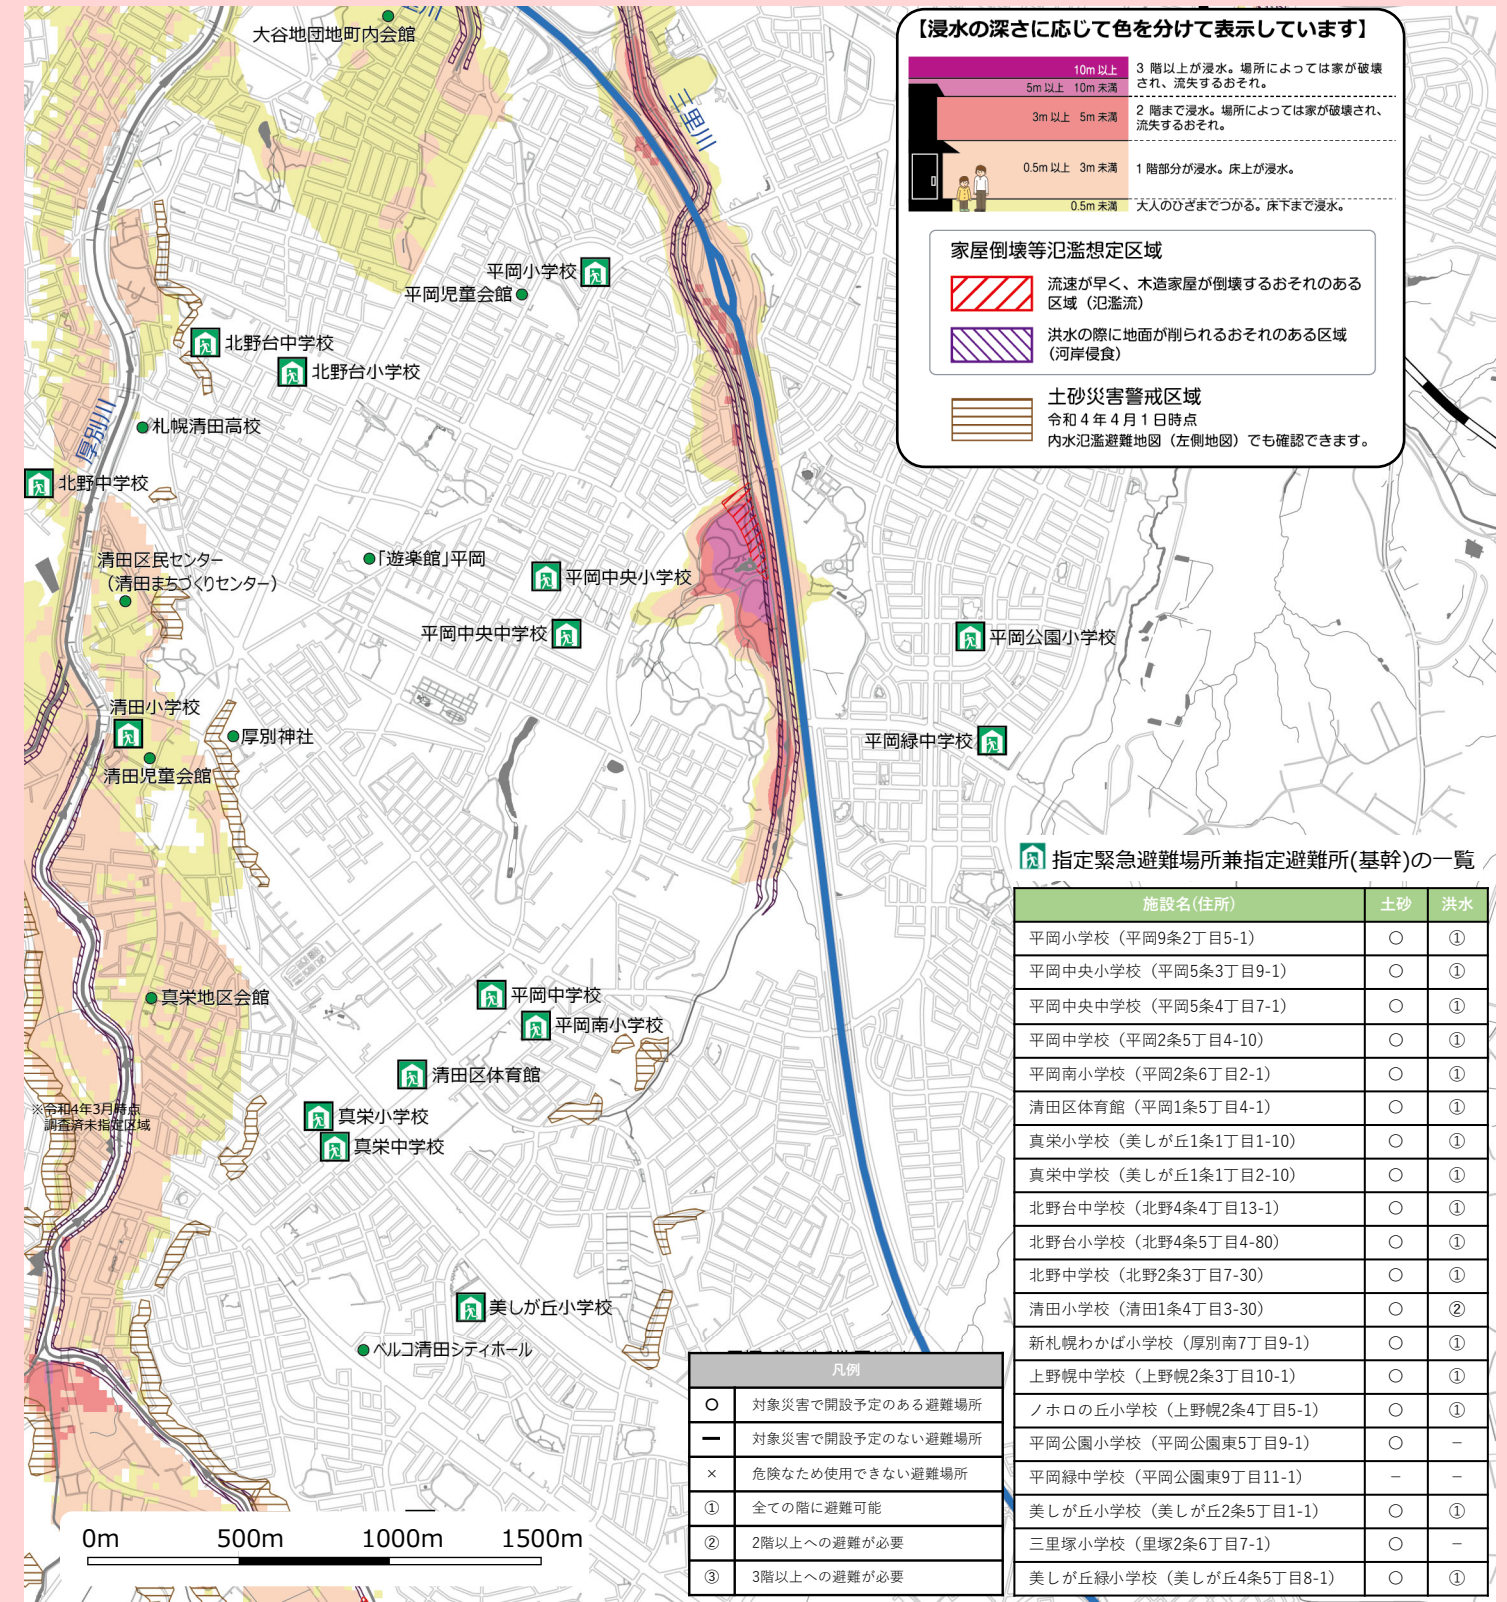 大谷地団地町内会館
三里川
平岡小学校
平岡児童会館
北野台中学校
北野台小学校
札幌清田高校
厚別川
北野中学校
清田区民センター
（清田まちづくりセンター）
「遊楽館」平岡
平岡中央小学校
平岡中央中学校
平岡公園小学校
清田小学校
厚別神社
清田児童会館
平岡緑中学校
真栄地区会館
平岡中学校
平岡南小学校
清田区体育館
真栄小学校
真栄中学校
※令和4年3月時点
調査済未指定区域
美しが丘小学校
ベルコ清田シティホール
0m 500m 1000m 1500m
【浸水の深さに応じて色を分けて表示しています】
10m 以上 3 階以上が浸水。場所によっては家が破壊
され、流失するおそれ。
5m 以上 10m 未満
3m 以上 5m 未満 2 階まで浸水。場所によっては家が破壊され、
流失するおそれ。
0.5m 以上 3m 未満 1 階部分が浸水。床上が浸水。
0.5m 未満 大人のひざまでつかる。床下まで浸水。
家屋倒壊等氾濫想定区域
流速が早く、木造家屋が倒壊するおそれのある
区域（氾濫流）
洪水の際に地面が削られるおそれのある区域
（河岸侵食）
土砂災害警戒区域
令和４年４月１日時点
内水氾濫避難地図（左側地図）でも確認できます。
指定緊急避難場所兼指定避難所(基幹)の一覧
施設名(住所) 土砂 洪水
平岡小学校（平岡9条2丁目5-1） ○ ①
平岡中央小学校（平岡5条3丁目9-1） ○ ①
平岡中央中学校（平岡5条4丁目7-1） ○ ①
平岡中学校（平岡2条5丁目4-10） ○ ①
平岡南小学校（平岡2条6丁目2-1） ○ ①
清田区体育館（平岡1条5丁目4-1） ○ ①
真栄小学校（美しが丘1条1丁目1-10） ○ ①
真栄中学校（美しが丘1条1丁目2-10） ○ ①
北野台中学校（北野4条4丁目13-1） ○ ①
北野台小学校（北野4条5丁目4-80） ○ ①
北野中学校（北野2条3丁目7-30） ○ ①
清田小学校（清田1条4丁目3-30） ○ ②
新札幌わかば小学校（厚別南7丁目9-1） ○ ①
上野幌中学校（上野幌2条3丁目10-1） ○ ①
ノホロの丘小学校（上野幌2条4丁目5-1） ○ ①
平岡公園小学校（平岡公園東5丁目9-1） ○ −
平岡緑中学校（平岡公園東9丁目11-1） − −
美しが丘小学校（美しが丘2条5丁目1-1） ○ ①
三里塚小学校（里塚2条6丁目7-1） ○ −
美しが丘緑小学校（美しが丘4条5丁目8-1） ○ ①
凡例
○ 対象災害で開設予定のある避難場所
ー 対象災害で開設予定のない避難場所
× 危険なため使用できない避難場所
① 全ての階に避難可能
② 2階以上への避難が必要
③ 3階以上への避難が必要